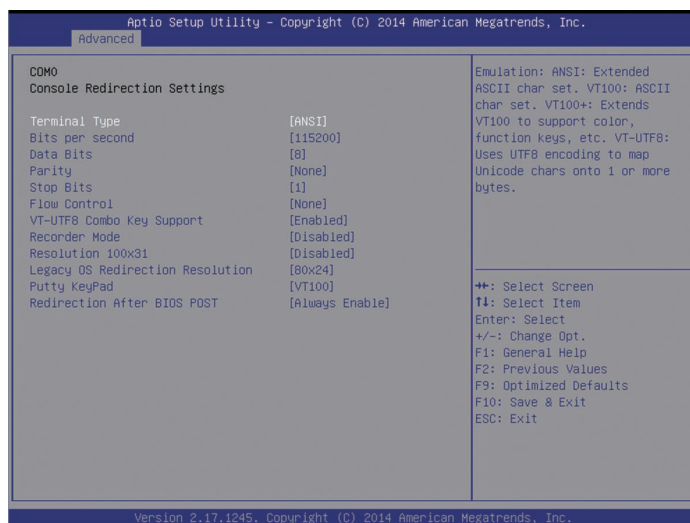 Aptio Setup Utility – Copyright (C) 2014 American Megatrends, Inc.
Advanced
COM0
Console Redirection Settings
Terminal Type [ANSI]
Bits per second [115200]
Data Bits [8]
Parity [None]
Stop Bits [1]
Flow Control [None]
VT-UTF8 Combo Key Support [Enabled]
Recorder Mode [Disabled]
Resolution 100x31 [Disabled]
Legacy OS Redirection Resolution [80x24]
Putty KeyPad [VT100]
Redirection After BIOS POST [Always Enable]
Emulation: ANSI: Extended
ASCII char set. VT100: ASCII
char set. VT100+: Extends
VT100 to support color,
function keys, etc. VT-UTF8:
Uses UTF8 encoding to map
Unicode chars onto 1 or more
bytes.
→←: Select Screen
↑↓: Select Item
Enter: Select
+/-: Change Opt.
F1: General Help
F2: Previous Values
F9: Optimized Defaults
F10: Save & Exit
ESC: Exit
Version 2.17.1245. Copyright (C) 2014 American Megatrends, Inc.